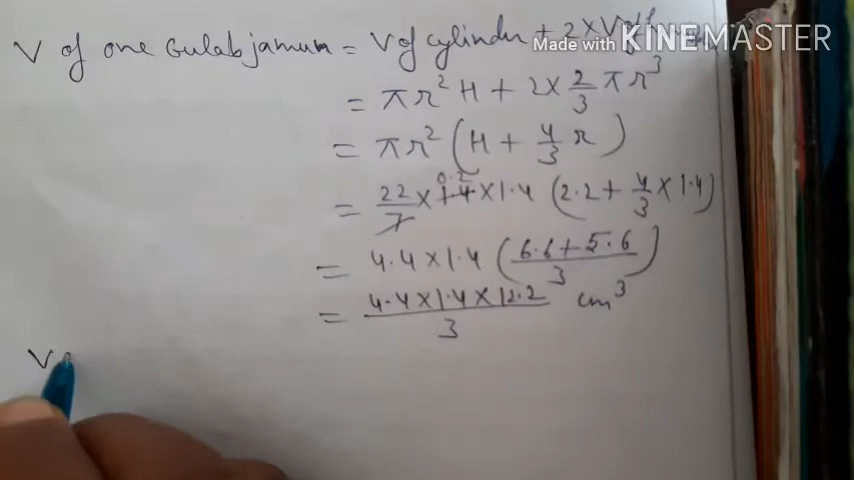 V of one Gulabjamun = V of cylinder + 2 × V of
Made with KINEMASTER
= πr²H + 2 × 2/3 πr³
= πr² (H + 4/3 r)
= 22/7 × 1.4 0.2 × 1.4 (2.2 + 4/3 × 1.4)
= 4.4 × 1.4 (6.6 + 5.6 / 3)
= 4.4 × 1.4 × 12.2 / 3 cm³
V